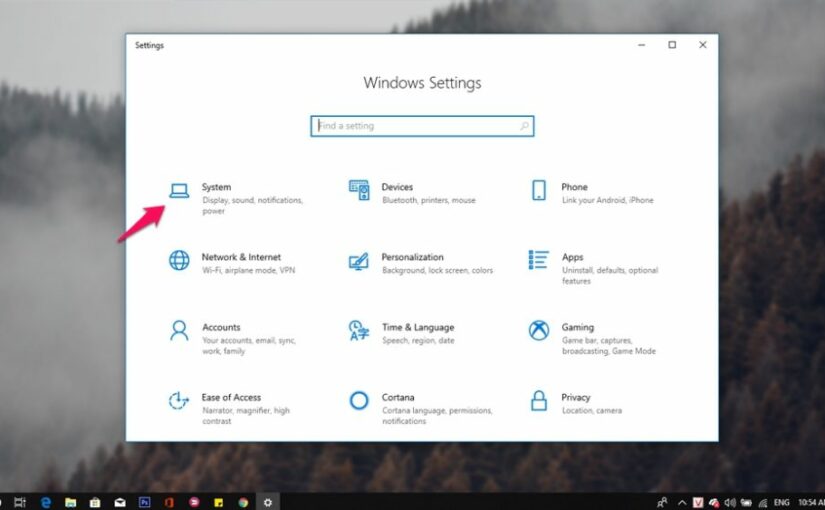 Settings
Windows Settings
Find a setting
System
Display, sound, notifications,
power
Devices
Bluetooth, printers, mouse
Phone
Link your Android, iPhone
Network & Internet
Wi-Fi, airplane mode, VPN
Personalization
Background, lock screen, colors
Apps
Uninstall, defaults, optional
features
Accounts
Your accounts, email, sync,
work, family
Time & Language
Speech, region, date
Gaming
Game bar, captures,
broadcasting, Game Mode
Ease of Access
Narrator, magnifier, high
contrast
Cortana
Cortana language, permissions,
notifications
Privacy
Location, camera
Ps
V
ENG
10:54 AM